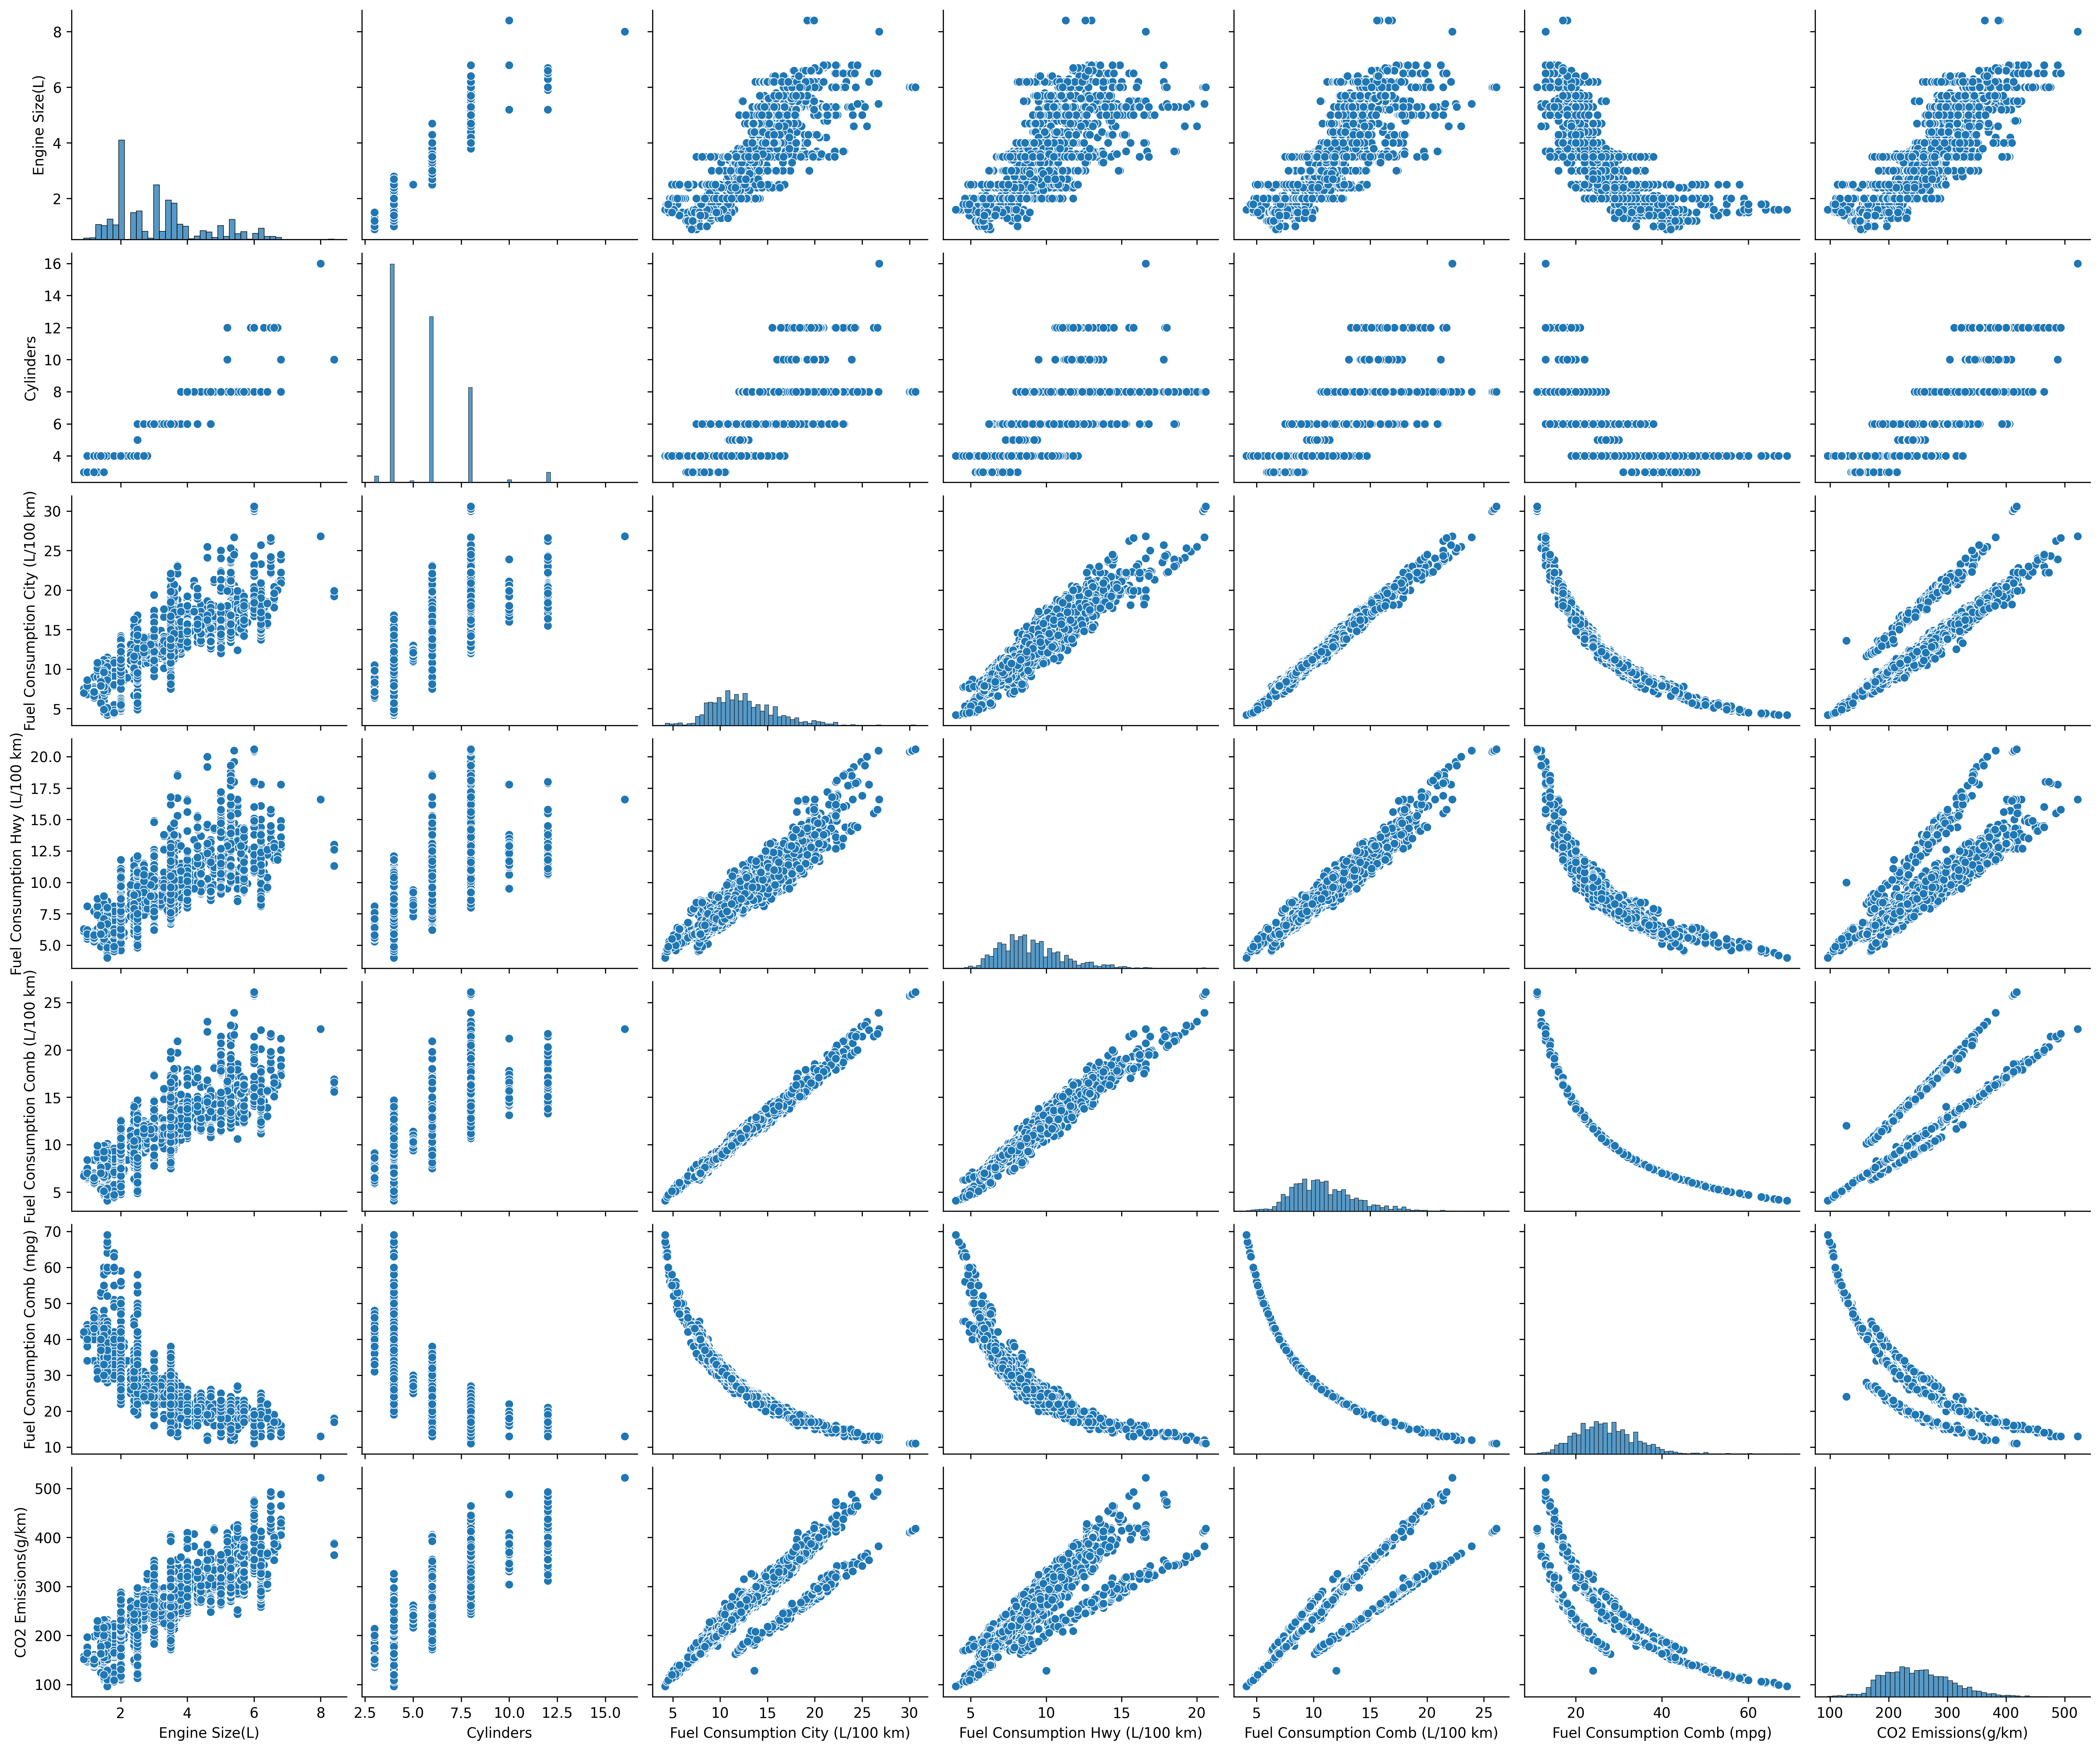 8
6
4
2
Engine Size(L)
16
14
12
10
8
6
4
Cylinders
30
25
20
15
10
5
Fuel Consumption City (L/100 km)
20.0
17.5
15.0
12.5
10.0
7.5
5.0
Fuel Consumption Hwy (L/100 km)
25
20
15
10
5
Fuel Consumption Comb (L/100 km)
70
60
50
40
30
20
10
Fuel Consumption Comb (mpg)
500
400
300
200
100
CO2 Emissions(g/km)
2 4 6 8
Engine Size(L)
2.5 5.0 7.5 10.0 12.5 15.0
Cylinders
5 10 15 20 25 30
Fuel Consumption City (L/100 km)
5 10 15 20
Fuel Consumption Hwy (L/100 km)
5 10 15 20 25
Fuel Consumption Comb (L/100 km)
20 40 60
Fuel Consumption Comb (mpg)
100 200 300 400 500
CO2 Emissions(g/km)